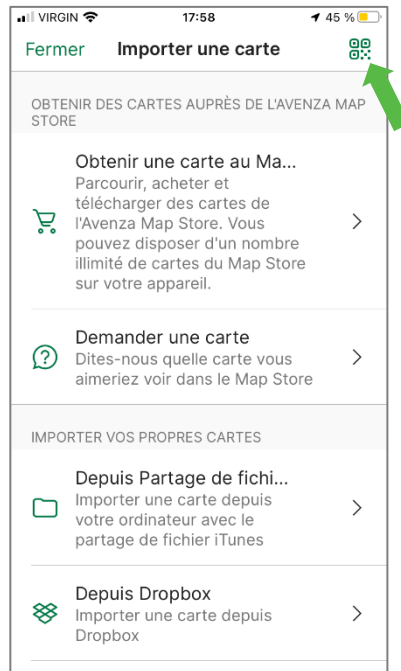 VIRGIN 17:58 45 %
Fermer Importer une carte
OBTENIR DES CARTES AUPRÈS DE L'AVENZA MAP
STORE
Obtenir une carte au Ma...
Parcourir, acheter et
télécharger des cartes de
l'Avenza Map Store. Vous
pouvez disposer d'un nombre
illimité de cartes du Map Store
sur votre appareil.
Demander une carte
Dites-nous quelle carte vous
aimeriez voir dans le Map Store
IMPORTER VOS PROPRES CARTES
Depuis Partage de fichi...
Importer une carte depuis
votre ordinateur avec le
partage de fichier iTunes
Depuis Dropbox
Importer une carte depuis
Dropbox